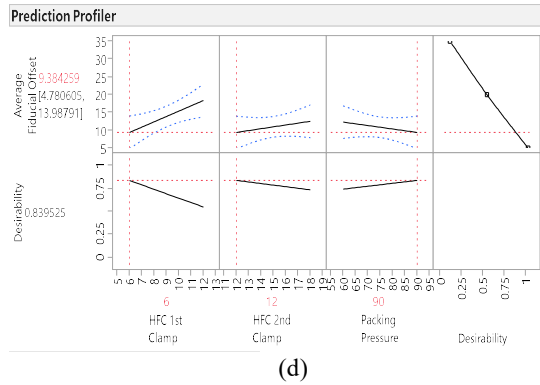 Prediction Profiler
Average
Fiducial Offset
9.384259
[4.780605,
13.98791]
35
30
25
20
15
10
5
Desirability
0.839525
1
0.75
0.25
0
5 6 7 8 9 10 11 12 13
11 12 13 14 15 16 17 18 19
55 60 65 70 75 80 85 90 95
0 0.25 0.5 0.75 1
6
HFC 1st
Clamp
12
HFC 2nd
Clamp
90
Packing
Pressure
Desirability
(d)